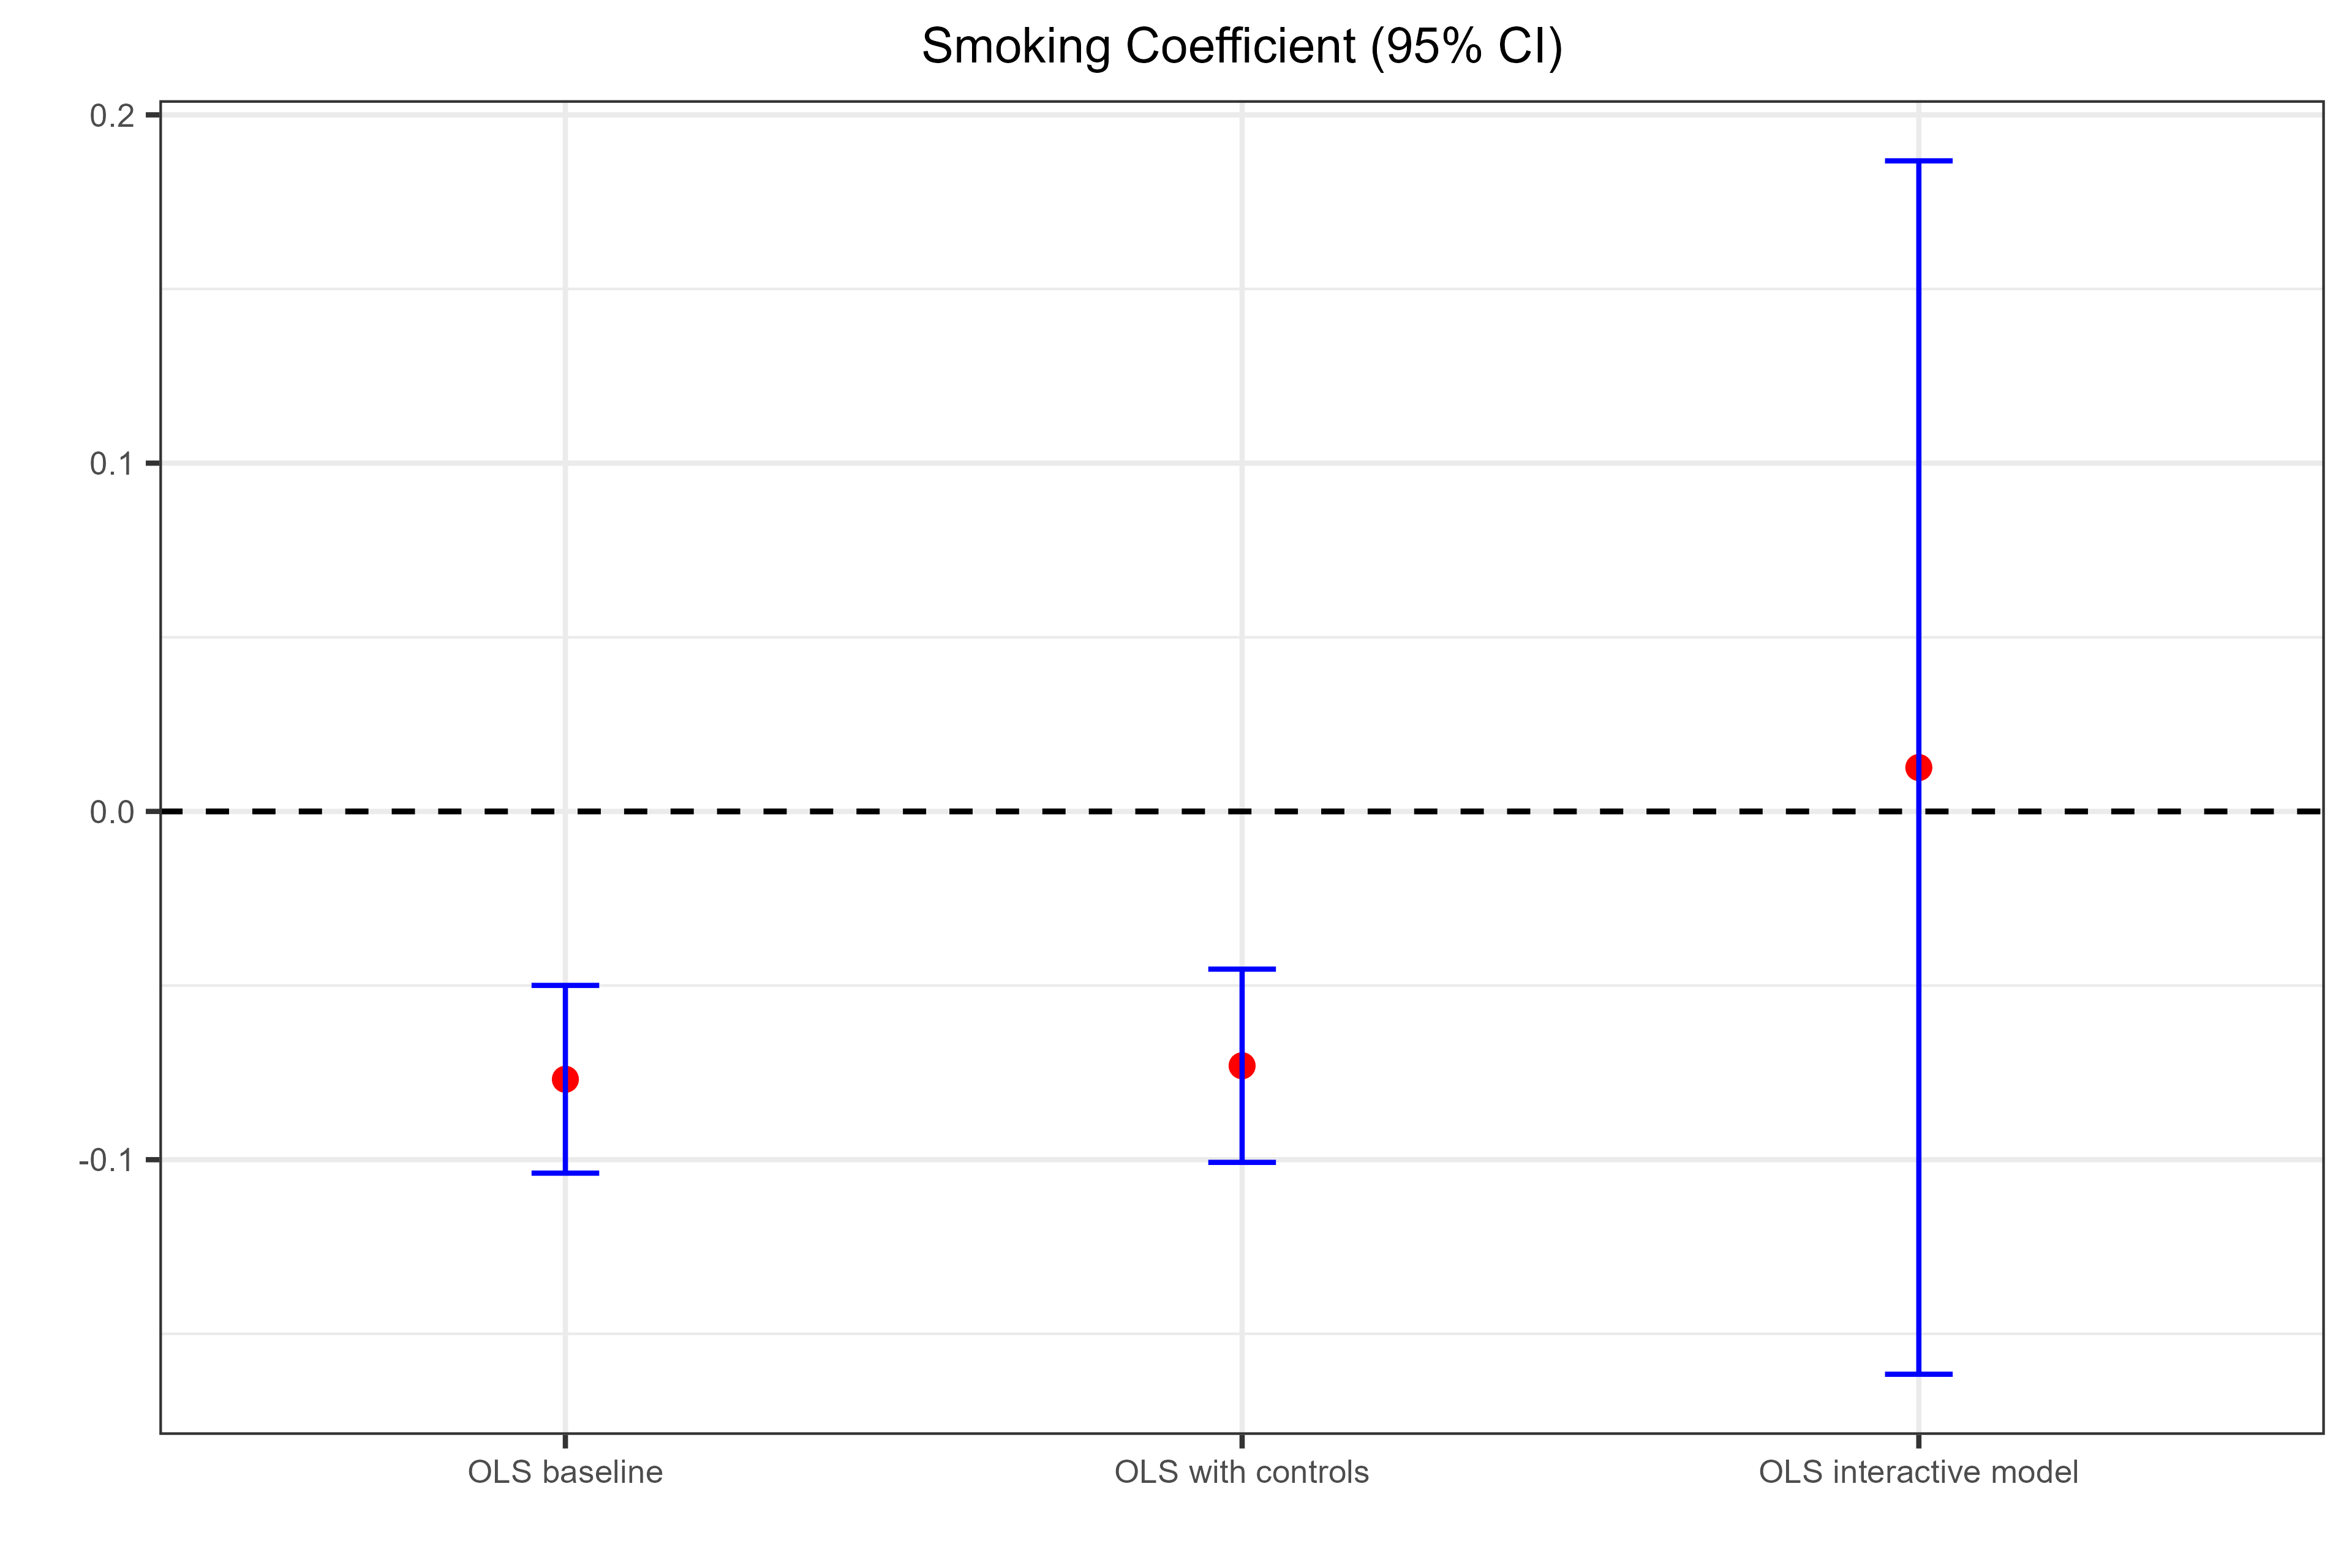 Smoking Coefficient (95% CI)
0.2
0.1
0.0
-0.1
OLS baseline
OLS with controls
OLS interactive model